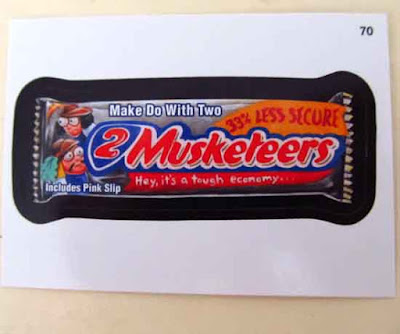 70
Make Do With Two
33% LESS SECURE
2 Musketeers
Hey, it's a tough economy...
Includes Pink Slip